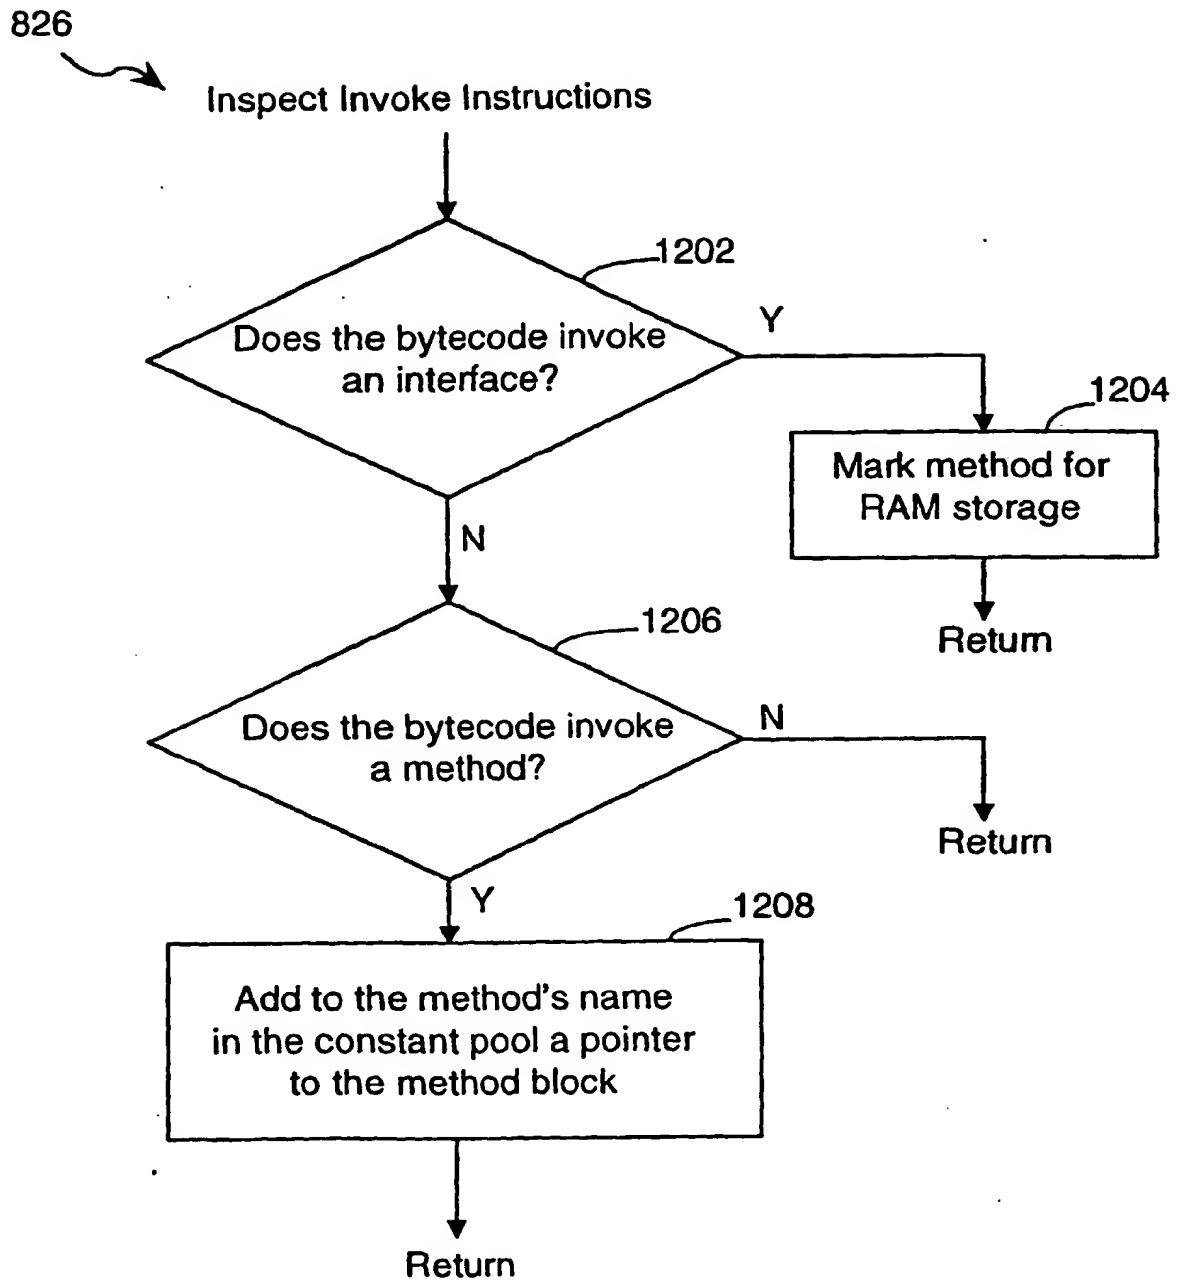 826
Inspect Invoke Instructions
1202
Does the bytecode invoke
an interface?
Y
1204
Mark method for
RAM storage
N
Return
1206
Does the bytecode invoke
a method?
N
Return
Y
1208
Add to the method's name
in the constant pool a pointer
to the method block
Return